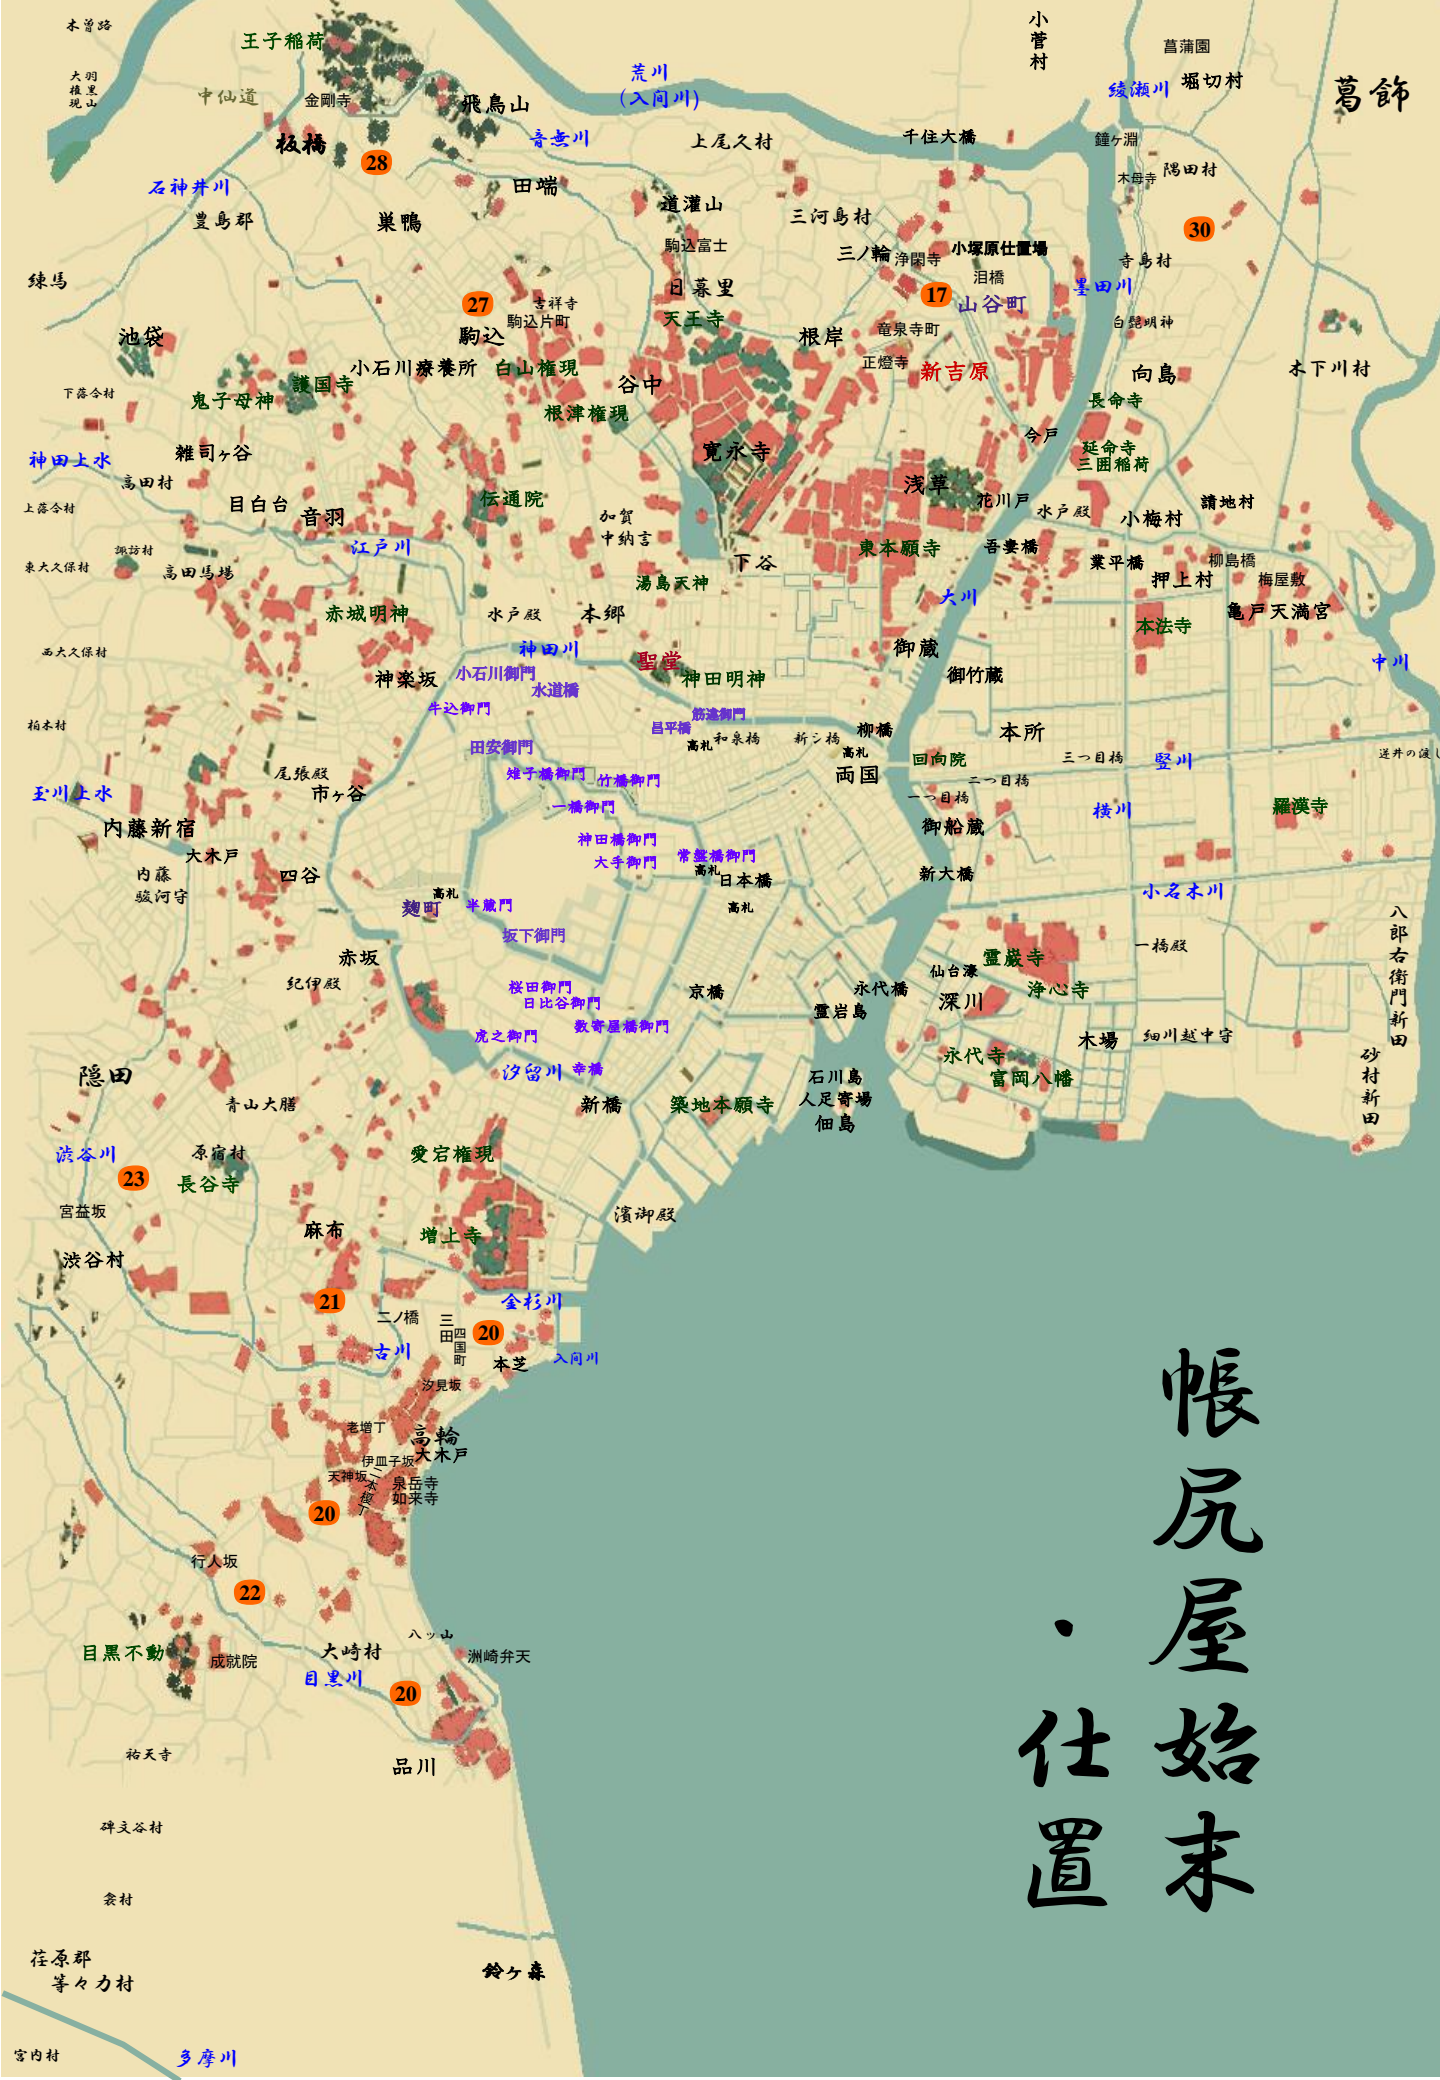 木曽路
王子稲荷
小菅村
菖蒲園
荒川
(入间川)
綾瀬川
堀切村
葛飾
中仙道
金剛寺
飛鳥山
板橋
28
音無川
上尾久村
千住大橋
鐘ヶ淵
木母寺
隅田村
石神井川
田端
道灌山
豊島郡
巣鴨
三河島村
30
駒込富士
三ノ輪
浄閑寺
小塚原仕置場
泪橋
寺島村
練馬
日暮里
17
山谷町
墨田川
27
吉祥寺
駒込片町
天王寺
白髭明神
池袋
駒込
根岸
竜泉寺町
正燈寺
新吉原
小石川療養所
白山権現
谷中
向島
木下川村
下落合村
護国寺
鬼子母神
根津権現
長命寺
今戸
延命寺
三囲稲荷
雑司ヶ谷
寛永寺
神田上水
高田村
浅草
花川戸
水戸殿
請地村
上落合村
目白台
音羽
伝通院
加賀
中納言
小梅村
諏訪村
江戸川
下谷
東本願寺
吾妻橋
業平橋
柳島橋
東大久保村
高田馬場
湯島天神
押上村
梅屋敷
大川
赤城明神
水戸殿
本郷
本法寺
亀戸天満宮
西大久保村
神田川
聖堂
御蔵
中川
神楽坂
小石川御門
水道橋
神田明神
御竹蔵
牛込御門
筋違御門
昌平橋
柏木村
高札
和泉橋
新シ橋
柳橋
高札
本所
田安御門
両国
回向院
三つ目橋
竪川
逆井の渡し
尾張殿
雉子橋御門
竹橋御門
二つ目橋
玉川上水
市ヶ谷
一橋御門
一つ目橋
横川
羅漢寺
内藤新宿
神田橋御門
御船蔵
大木戸
大手御門
常盤橋御門
内藤
駿河守
四谷
高札
日本橋
新大橋
小名木川
高札
麹町
半蔵門
高札
八郎右衛門新田
坂下御門
赤坂
一橋殿
霊巌寺
仙台濠
紀伊殿
桜田御門
日比谷御門
京橋
永代橋
霊岩島
深川
浄心寺
虎之御門
数寄屋橋御門
木場
細川越中守
永代寺
汐留川
幸橋
富岡八幡
隠田
石川島
人足寄場
佃島
砂村新田
青山大膳
新橋
築地本願寺
渋谷川
原宿村
愛宕権現
23
長谷寺
宮益坂
濱御殿
麻布
増上寺
渋谷村
21
金杉川
二ノ橋
三田
四国町
20
古川
本芝
入间川
汐見坂
老増丁
高輪
大木戸
伊皿子坂
天神坂
二本榎丁
泉岳寺
如来寺
20
行人坂
22
目黒不動
成就院
大崎村
八ッ山
洲崎弁天
目黒川
20
祐天寺
品川
碑文谷村
衾村
荏原郡
等々力村
鈴ヶ森
宮内村
多摩川
帳尻屋始末
・仕置